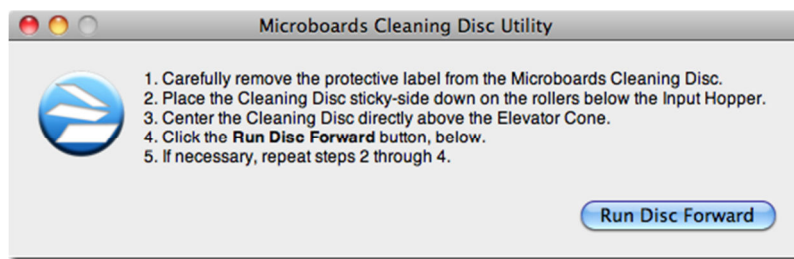 Microboards Cleaning Disc Utility
1. Carefully remove the protective label from the Microboards Cleaning Disc.
2. Place the Cleaning Disc sticky-side down on the rollers below the Input Hopper.
3. Center the Cleaning Disc directly above the Elevator Cone.
4. Click the Run Disc Forward button, below.
5. If necessary, repeat steps 2 through 4.
Run Disc Forward